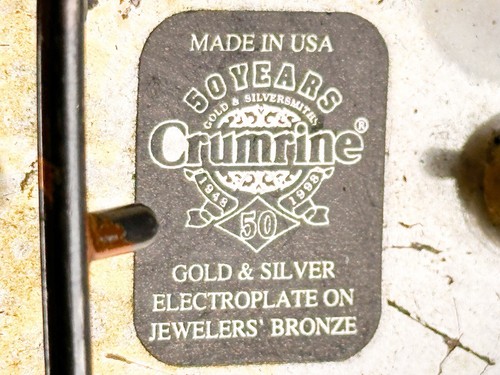 MADE IN USA
50 YEARS
GOLD & SILVERSMITHS
Crumrine®
1948 1998
50
GOLD & SILVER
ELECTROPLATE ON
JEWELERS' BRONZE